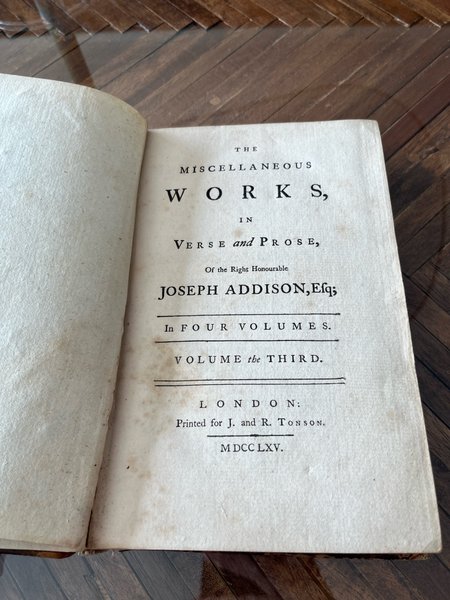 THE
MISCELLANEOUS
WORKS,
IN
VERSE and PROSE,
Of the Right Honourable
JOSEPH ADDISON, Eſq;
In FOUR VOLUMES.
VOLUME the THIRD.
LONDON:
Printed for J. and R. TONSON.
MDCCLXV.